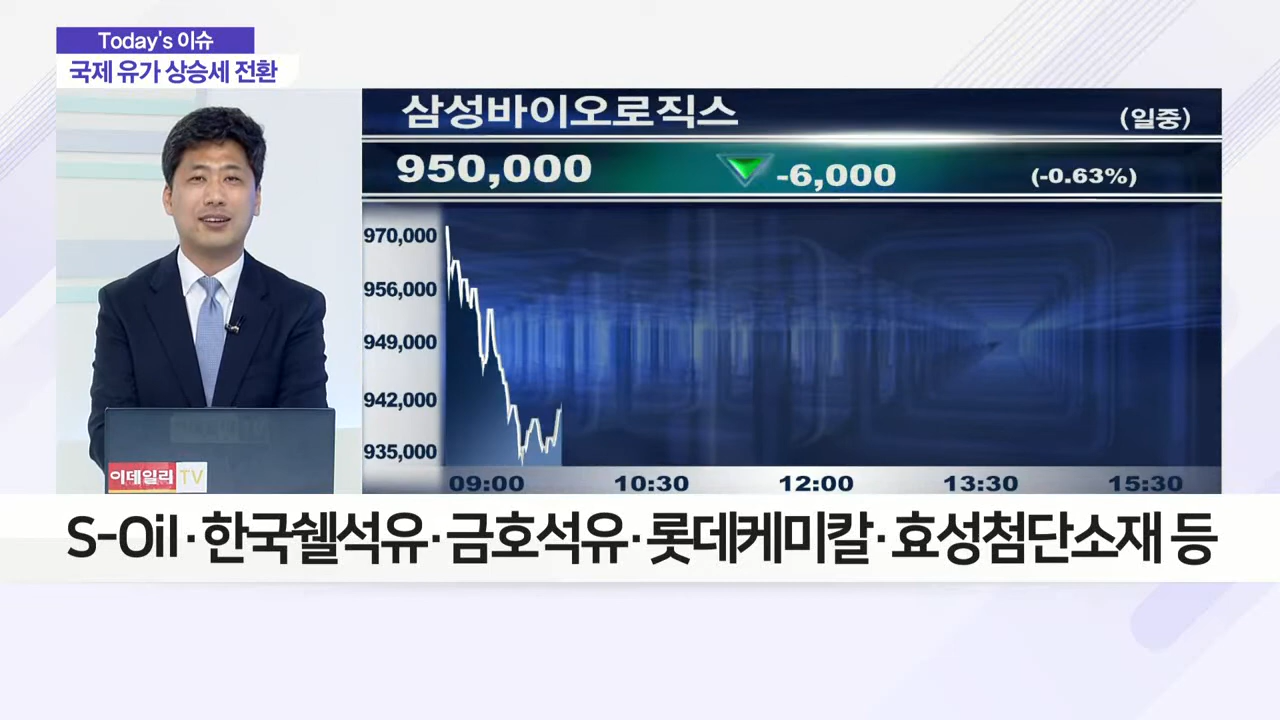 Today's 이슈
국제 유가 상승세 전환
삼성바이오로직스 (일중)
950,000 -6,000 (-0.63%)
970,000
956,000
949,000
942,000
935,000
09:00 10:30 12:00 13:30 15:30
이데일리 TV
S-Oil·한국쉘석유·금호석유·롯데케미칼·효성첨단소재 등